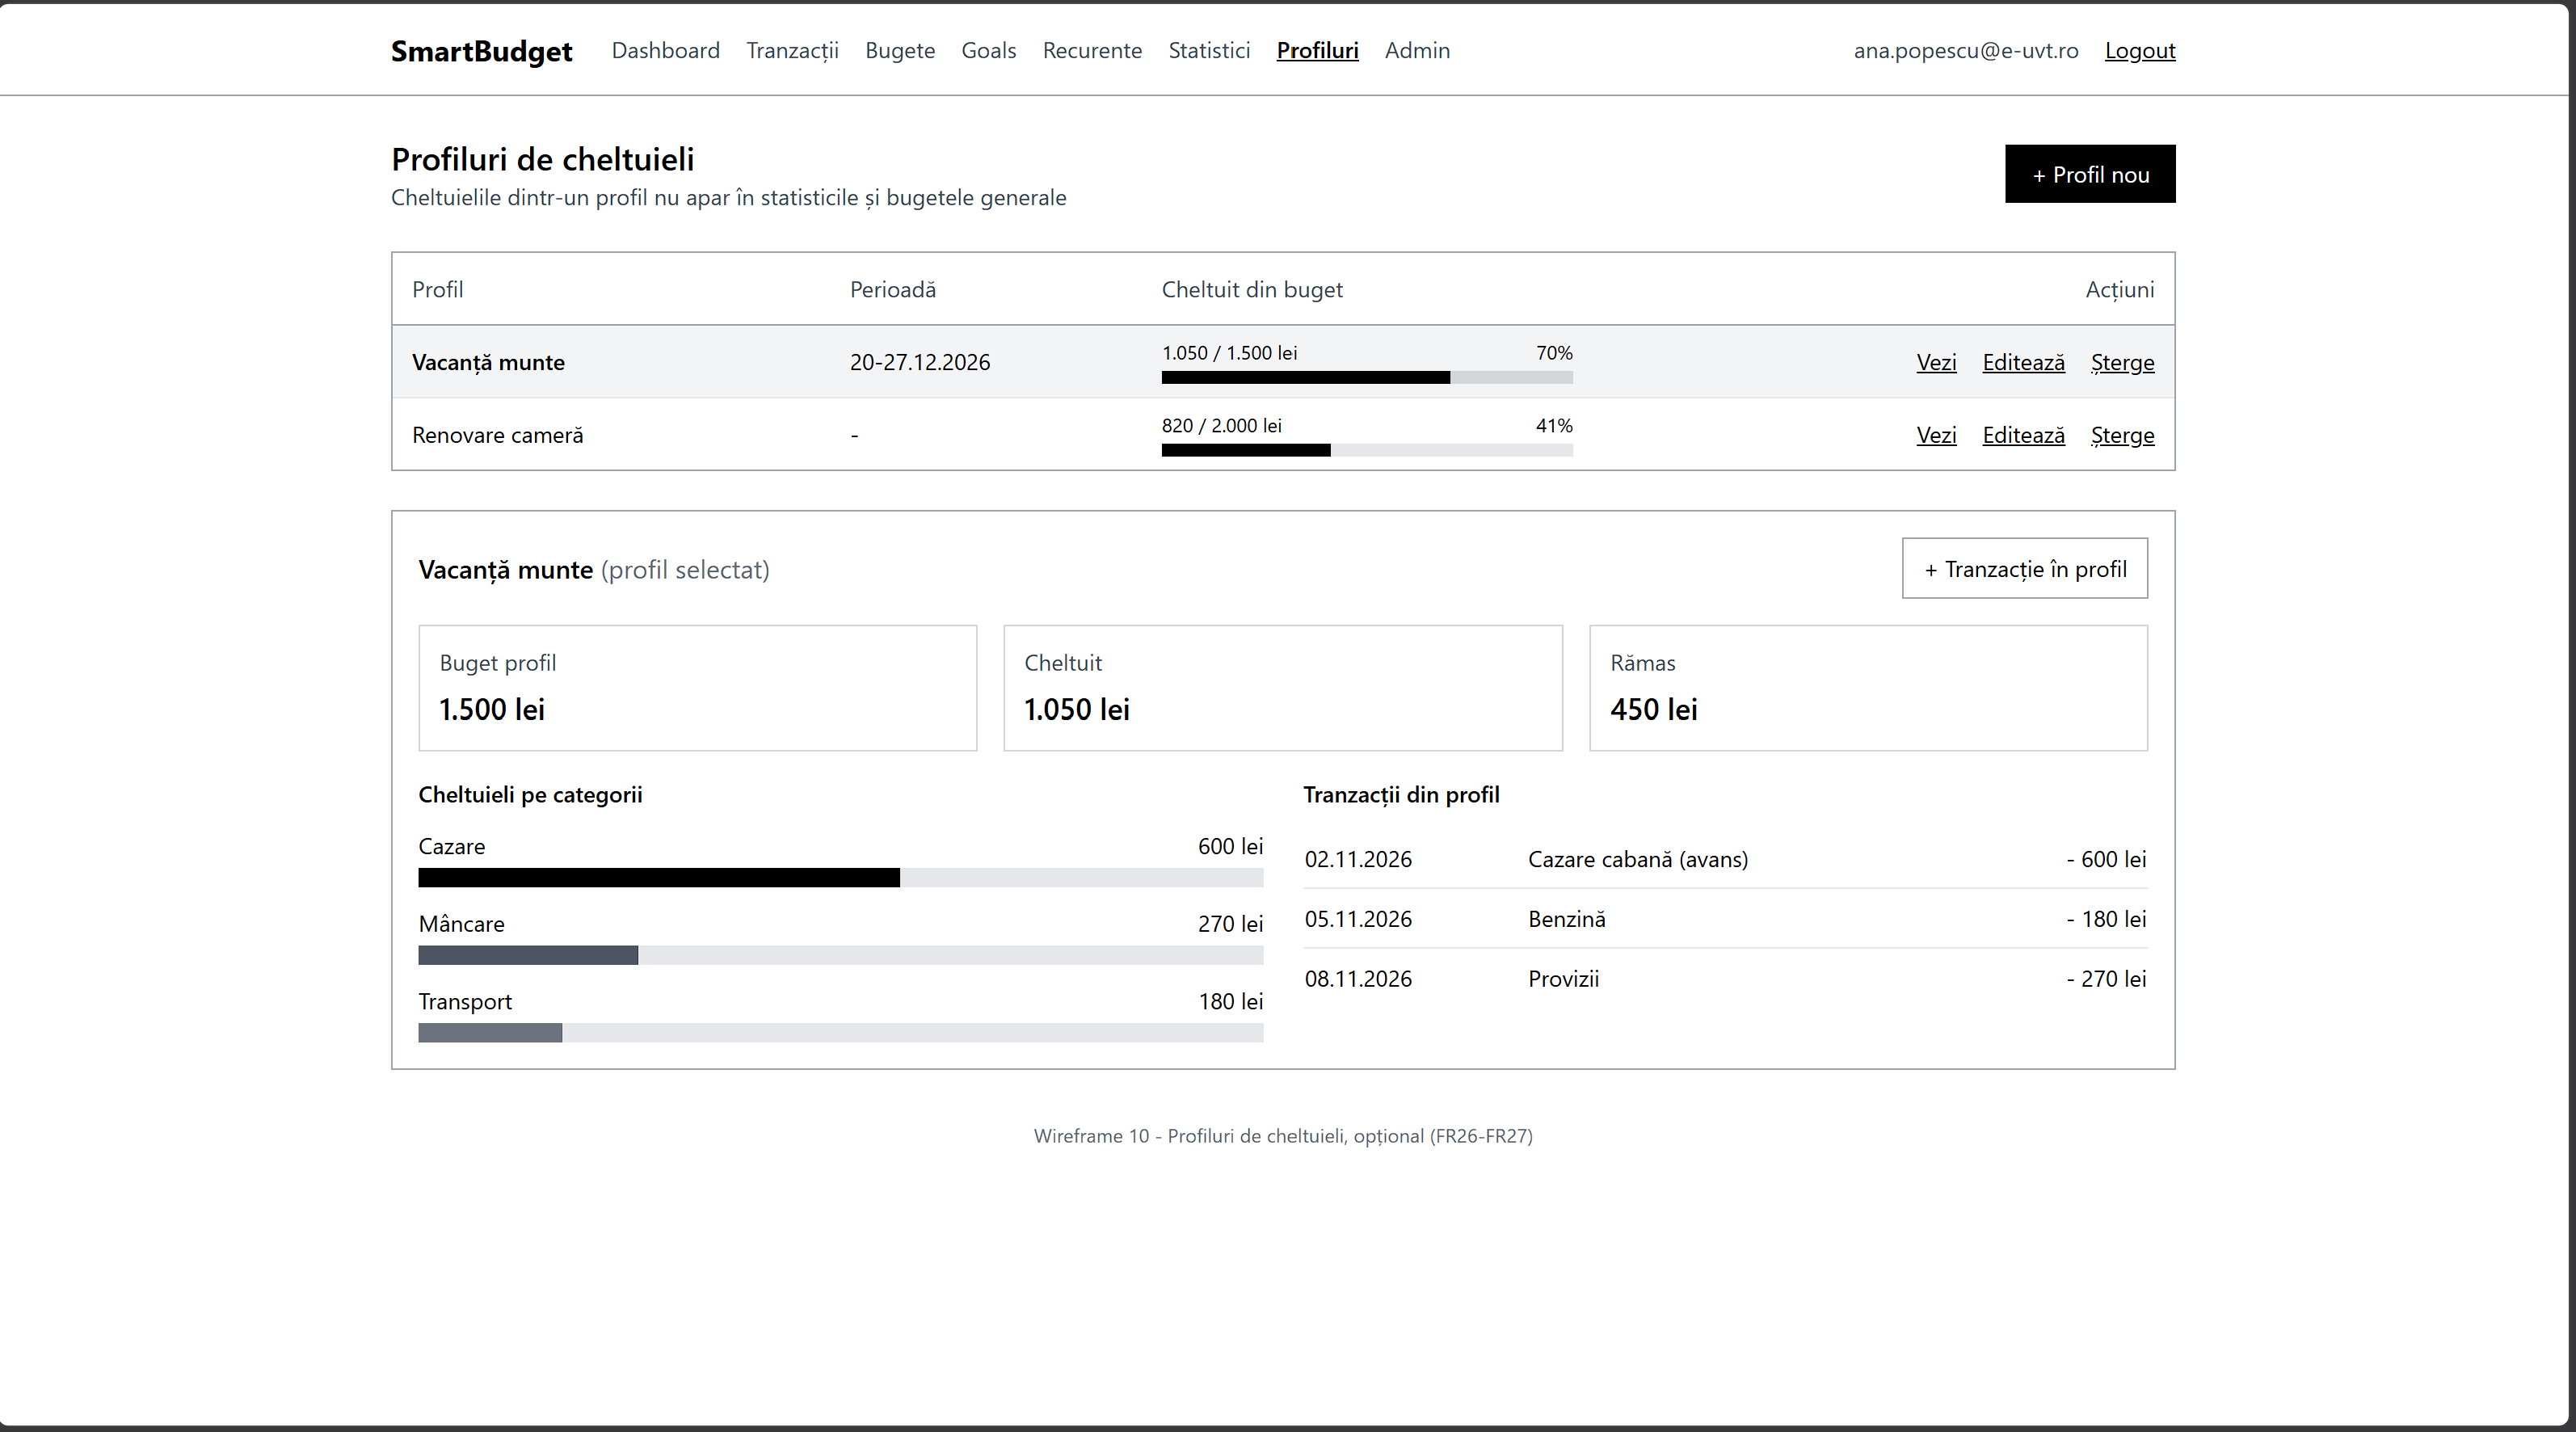 SmartBudget Dashboard Tranzacții Bugete Goals Recurente Statistici Profiluri Admin ana.popescu@e-uvt.ro Logout
Profiluri de cheltuieli
Cheltuielile dintr-un profil nu apar în statisticile și bugetele generale
+ Profil nou
Profil Perioadă Cheltuit din buget Acțiuni
Vacanță munte 20-27.12.2026 1.050 / 1.500 lei 70% Vezi Editează Șterge
Renovare cameră - 820 / 2.000 lei 41% Vezi Editează Șterge
Vacanță munte (profil selectat) + Tranzacție în profil
Buget profil
1.500 lei
Cheltuit
1.050 lei
Rămas
450 lei
Cheltuieli pe categorii
Cazare 600 lei
Mâncare 270 lei
Transport 180 lei
Tranzacții din profil
02.11.2026 Cazare cabană (avans) - 600 lei
05.11.2026 Benzină - 180 lei
08.11.2026 Provizii - 270 lei
Wireframe 10 - Profiluri de cheltuieli, opțional (FR26-FR27)